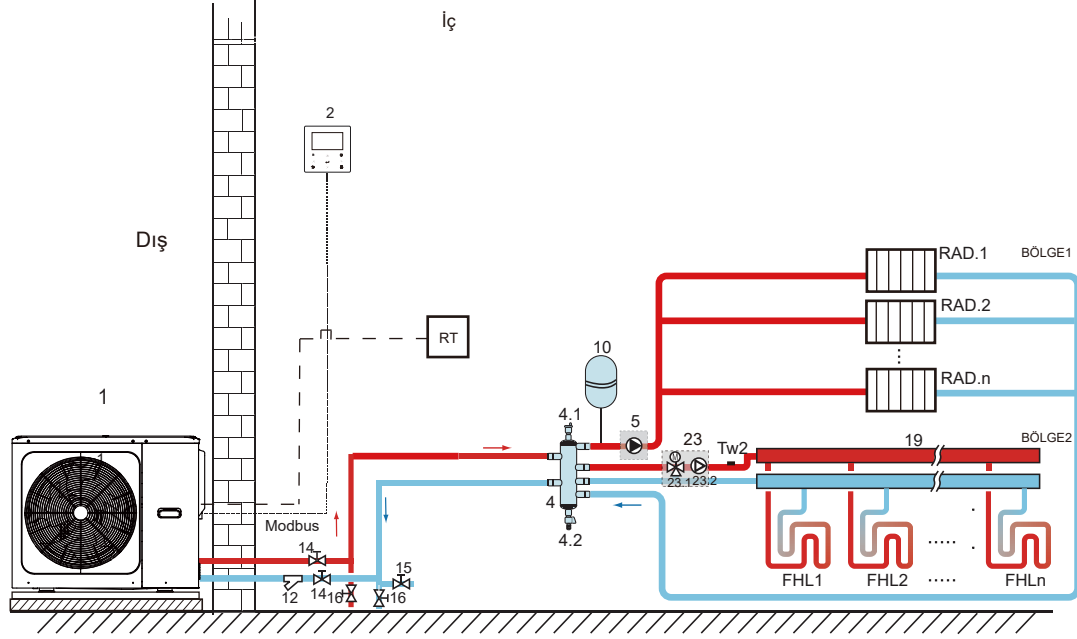 İç
2
Dış
RAD.1 BÖLGE1
RAD.2
RT
10
RAD.n
1
4.1
5
23
Tw2
19
BÖLGE2
1
23.1 23.2
4
4.2
Modbus
14
15
12
14
16
16
FHL1 FHL2 ..... FHLn